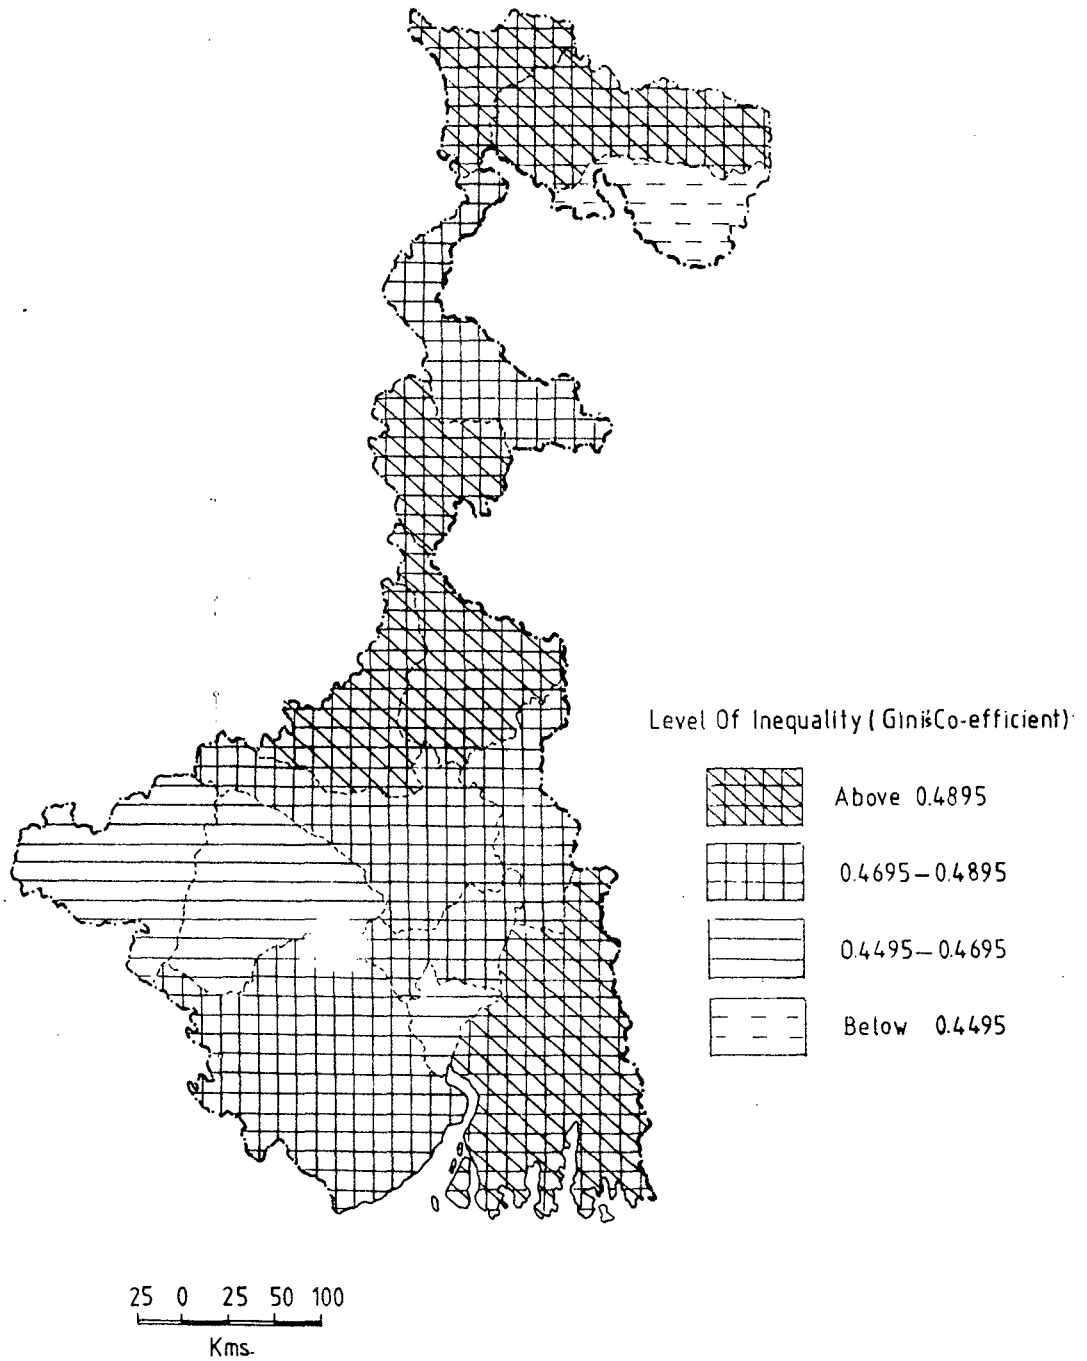 Level Of Inequality (Gini's Co-efficient)
Above 0.4895
0.4695–0.4895
0.4495–0.4695
Below 0.4495
25 0 25 50 100
Kms.